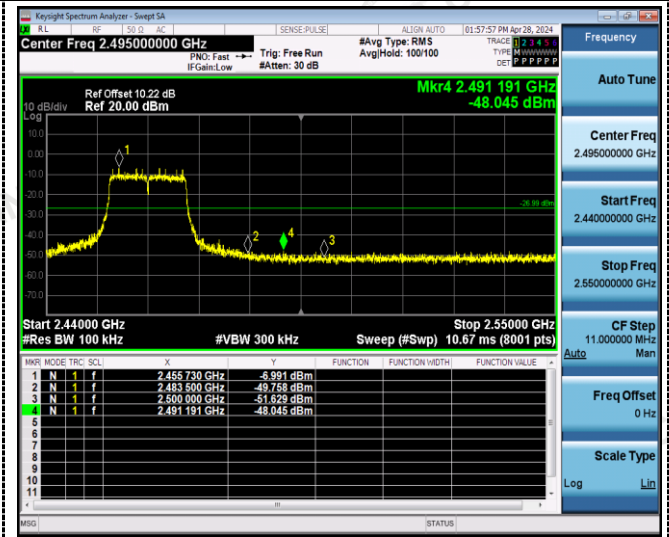 Keysight Spectrum Analyzer - Swept SA
RL RF 50 Ω AC SENSE:PULSE ALIGN AUTO 01:57:57 PM Apr 28, 2024
Center Freq 2.495000000 GHz
PNO: Fast
IFGain:Low
Trig: Free Run
#Atten: 30 dB
#Avg Type: RMS
Avg|Hold: 100/100
TRACE 1 2 3 4 5 6
TYPE M W W W W W
DET P P P P P P
Frequency
Mkr4 2.491 191 GHz
-48.045 dBm
Ref Offset 10.22 dB
10 dB/div Ref 20.00 dBm
Log
10.0
0.00
-10.0
-20.0
-30.0
-40.0
-50.0
-60.0
-70.0
1
2
4
3
-26.99 dBm
Start 2.44000 GHz Stop 2.55000 GHz
#Res BW 100 kHz #VBW 300 kHz Sweep (#Swp) 10.67 ms (8001 pts)
MKR MODE TRC SCL X Y FUNCTION FUNCTION WIDTH FUNCTION VALUE
1 N 1 f 2.455 730 GHz -6.991 dBm
2 N 1 f 2.483 500 GHz -49.758 dBm
3 N 1 f 2.500 000 GHz -51.629 dBm
4 N 1 f 2.491 191 GHz -48.045 dBm
5
6
7
8
9
10
11
MSG STATUS
Auto Tune
Center Freq
2.495000000 GHz
Start Freq
2.440000000 GHz
Stop Freq
2.550000000 GHz
CF Step
11.000000 MHz
Auto Man
Freq Offset
0 Hz
Scale Type
Log Lin